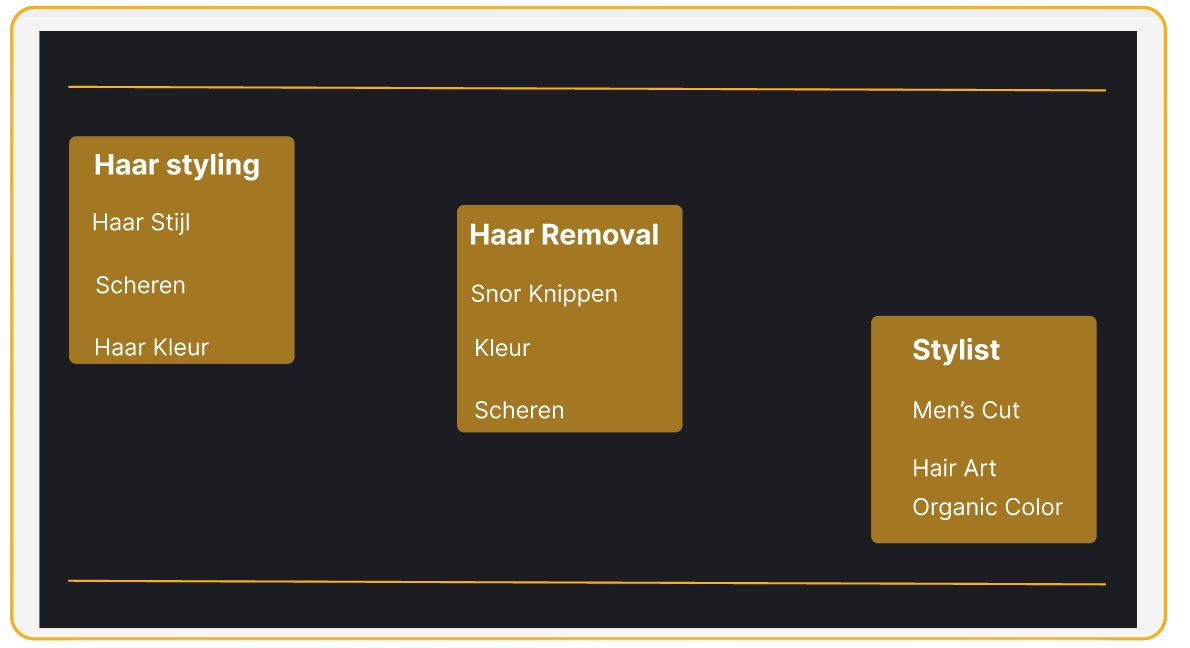 Haar styling
Haar Stijl
Scheren
Haar Kleur
Haar Removal
Snor Knippen
Kleur
Scheren
Stylist
Men’s Cut
Hair Art
Organic Color